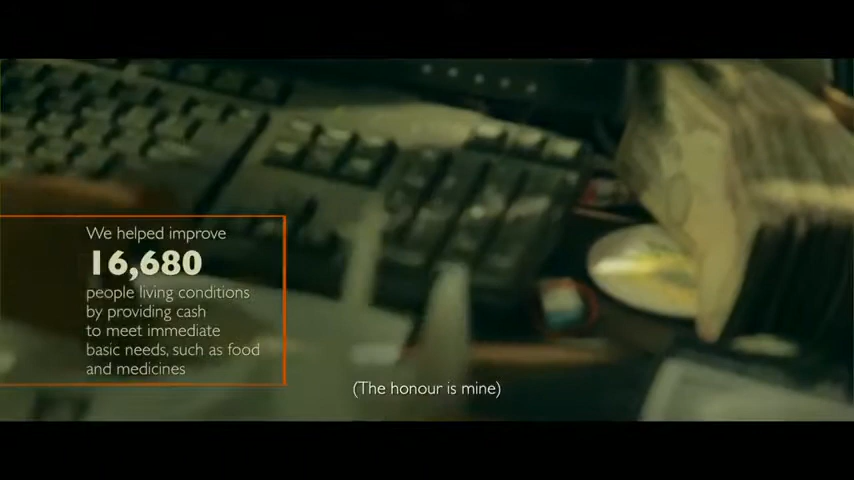 We helped improve
16,680
people living conditions
by providing cash
to meet immediate
basic needs, such as food
and medicines
(The honour is mine)